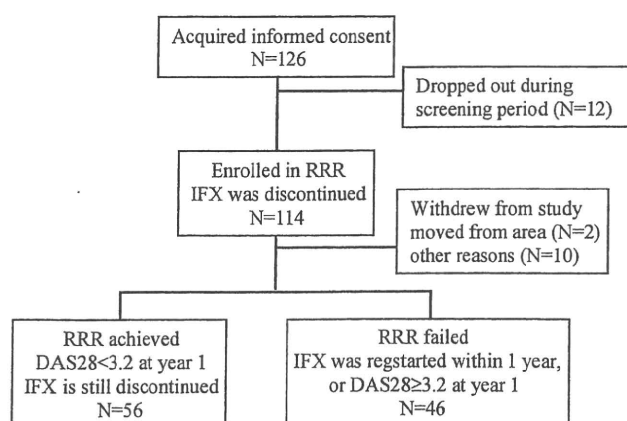 Acquired informed consent
N=126
Dropped out during
screening period (N=12)
Enrolled in RRR
IFX was discontinued
N=114
Withdrew from study
moved from area (N=2)
other reasons (N=10)
RRR achieved
DAS28<3.2 at year 1
IFX is still discontinued
N=56
RRR failed
IFX was regstarted within 1 year,
or DAS28≥3.2 at year 1
N=46